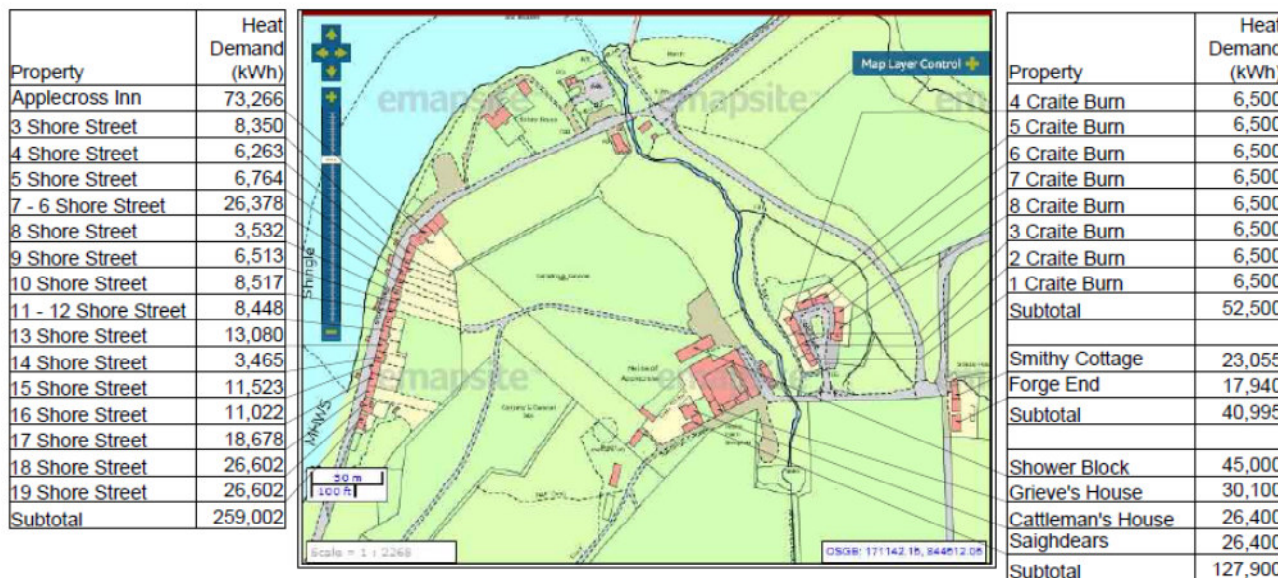 Property Heat Demand (kWh)
Applecross Inn 73,266
3 Shore Street 8,350
4 Shore Street 6,263
5 Shore Street 6,764
7 - 6 Shore Street 26,378
8 Shore Street 3,532
9 Shore Street 6,513
10 Shore Street 8,517
11 - 12 Shore Street 8,448
13 Shore Street 13,080
14 Shore Street 3,465
15 Shore Street 11,523
16 Shore Street 11,022
17 Shore Street 18,678
18 Shore Street 26,602
19 Shore Street 26,602
Subtotal 259,002
Map Layer Control
emapsite
emapsite
em
Shingle
MHWS
emapsite
emapsite
50 m
100 ft
Scale = 1 : 2268
OSGB: 171142.16, 844612.06
Property Heat Demand (kWh)
4 Craite Burn 6,500
5 Craite Burn 6,500
6 Craite Burn 6,500
7 Craite Burn 6,500
8 Craite Burn 6,500
3 Craite Burn 6,500
2 Craite Burn 6,500
1 Craite Burn 6,500
Subtotal 52,500
Smithy Cottage 23,055
Forge End 17,940
Subtotal 40,995
Shower Block 45,000
Grieve's House 30,100
Cattleman's House 26,400
Saighdears 26,400
Subtotal 127,900